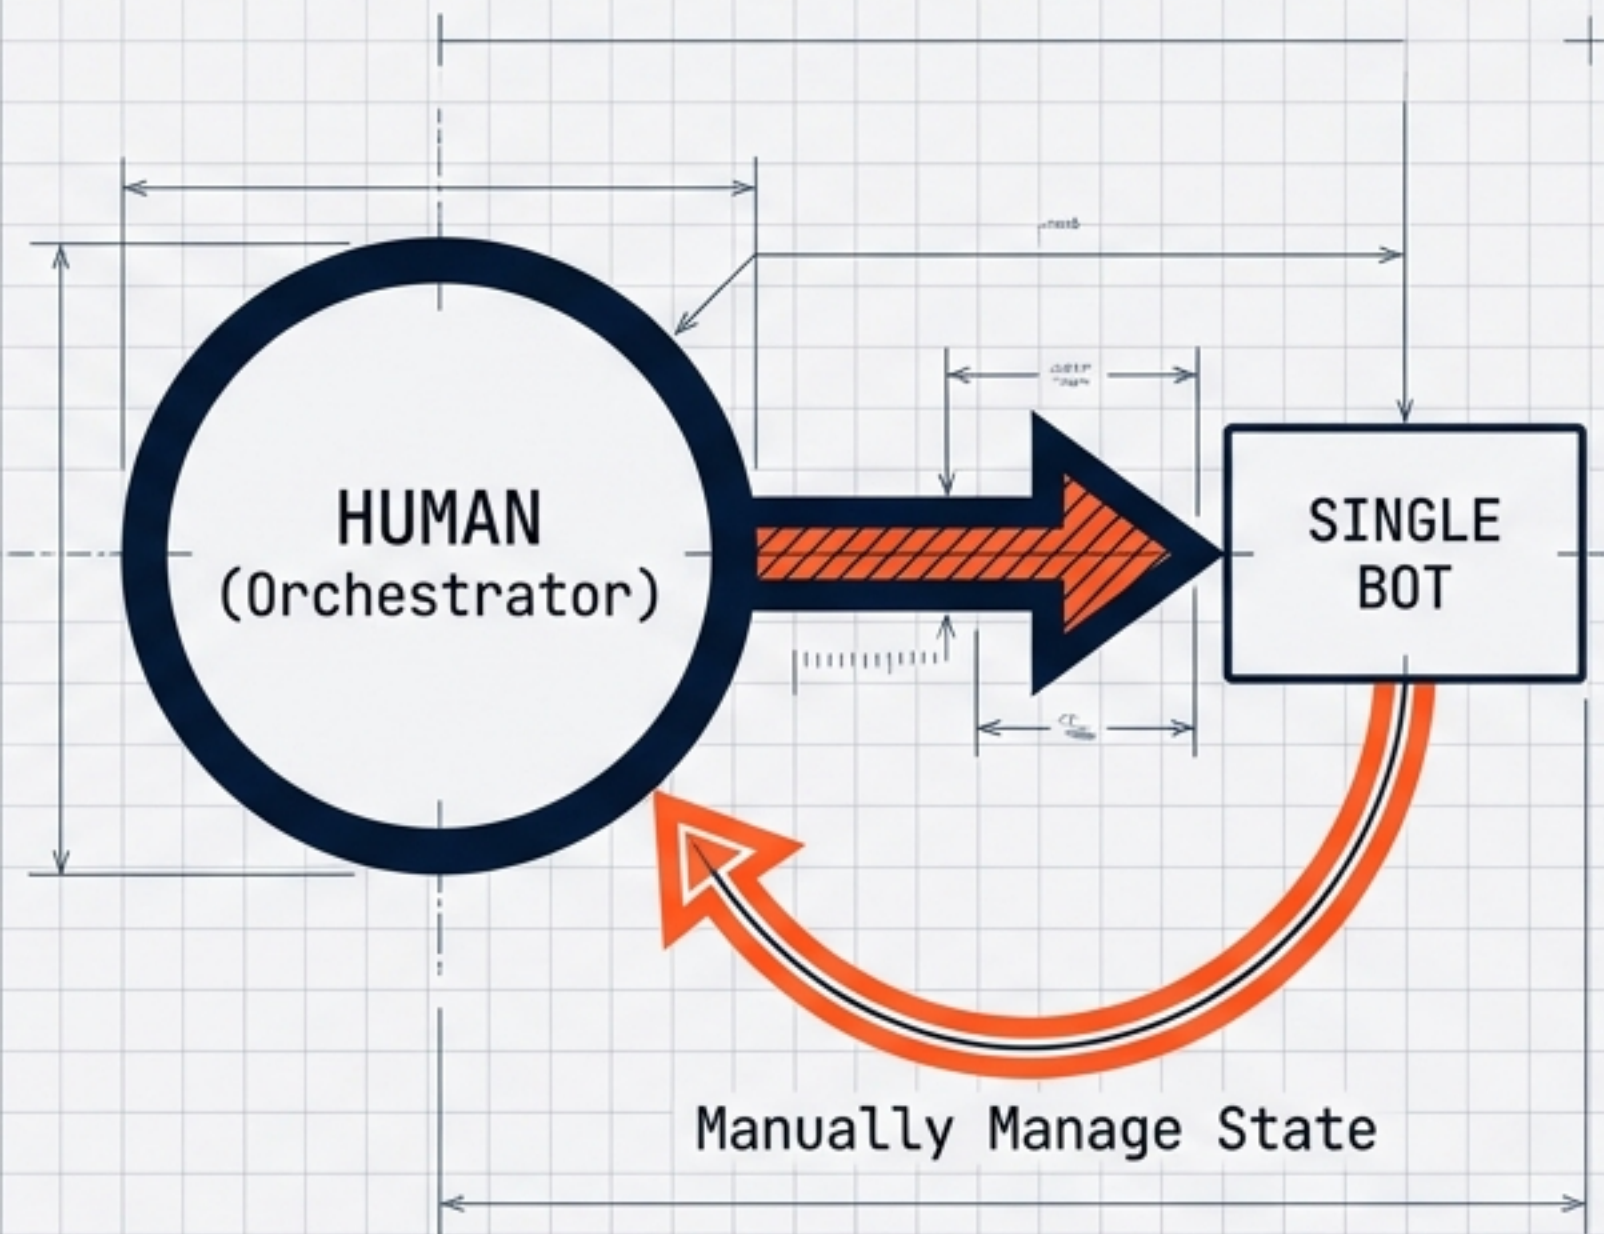 HUMAN
(Orchestrator)
SINGLE
BOT
Manually Manage State